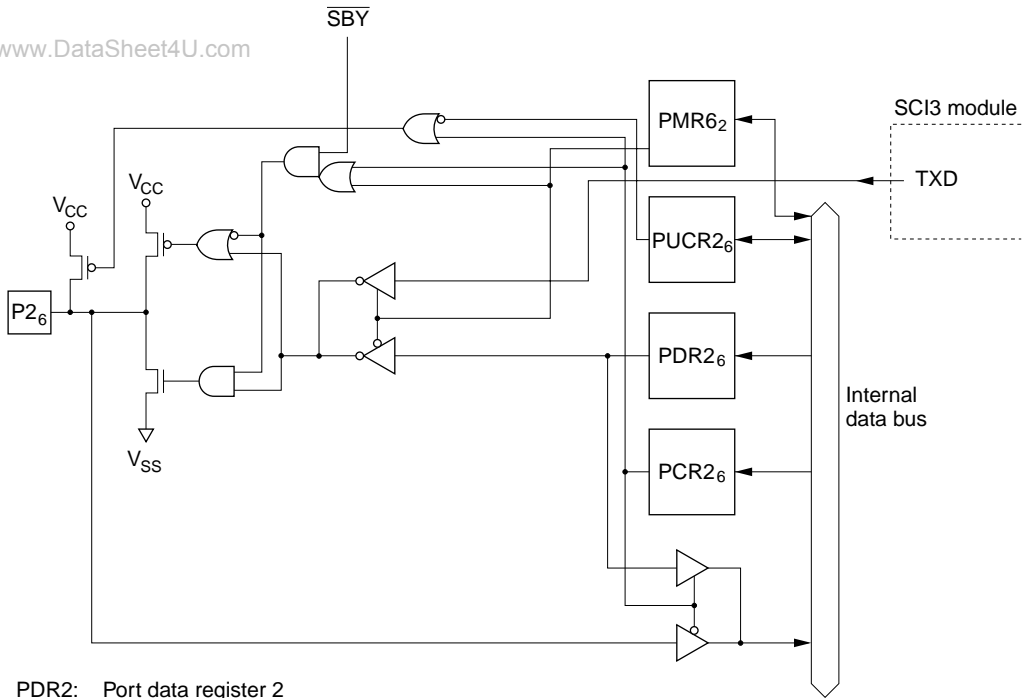 SBY
www.DataSheet4U.com
SCI3 module
PMR6₂
TXD
V_CC
V_CC
PUCR2₆
P2₆
PDR2₆
Internal
data bus
V_SS
PCR2₆
PDR2: Port data register 2